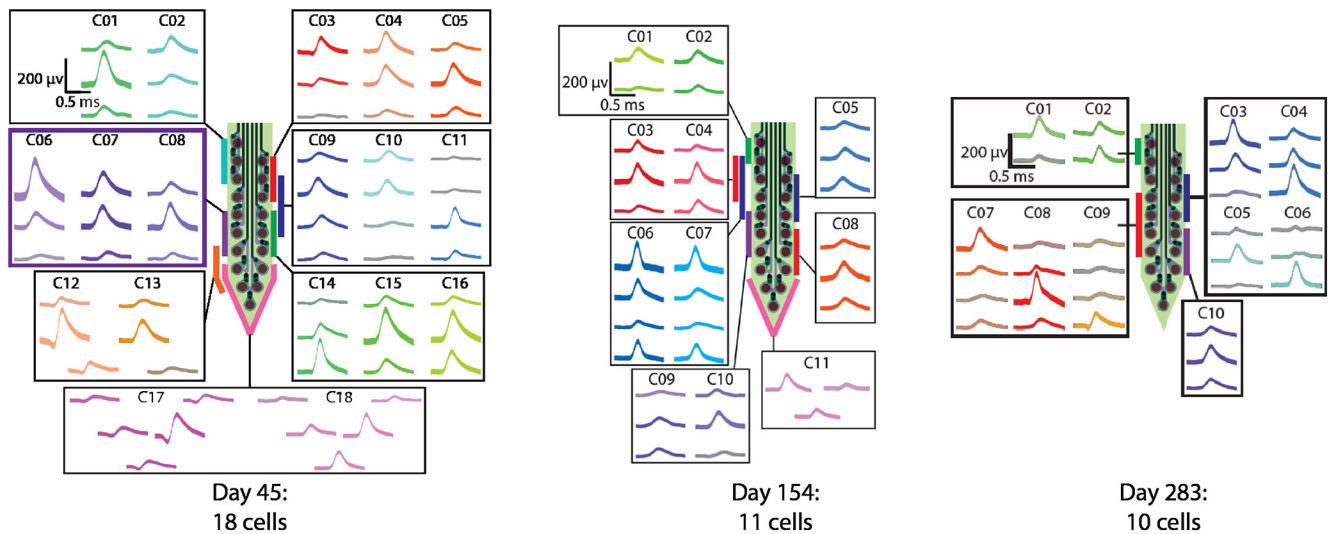 C01 C02
200 μv
0.5 ms
C03 C04 C05
C06 C07 C08
C09 C10 C11
C12 C13
C14 C15 C16
C17 C18
Day 45:
18 cells
C01 C02
200 μv
0.5 ms
C03 C04
C05
C06 C07
C08
C09 C10
C11
Day 154:
11 cells
C01 C02
200 μv
0.5 ms
C03 C04
C05 C06
C07 C08 C09
C10
Day 283:
10 cells